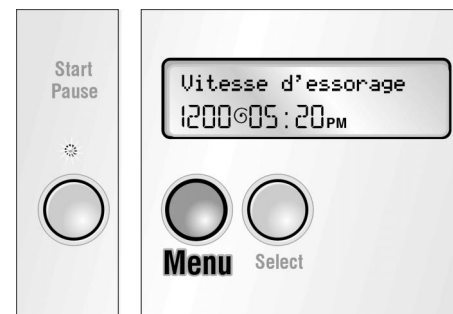 Start
Pause
Vitesse d'essorage
1200 05:20PM
Menu
Select